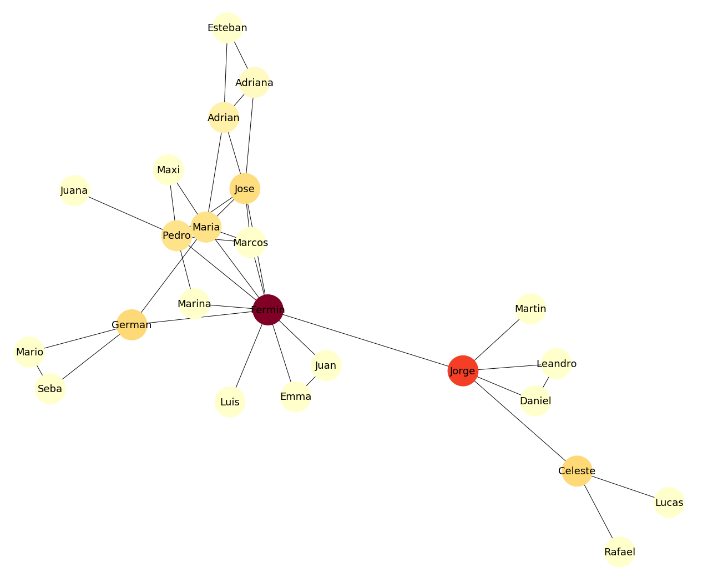 Esteban
Adriana
Adrian
Maxi
Juana
Jose
Maria
Pedro
Marcos
Marina
Fermin
Martin
German
Mario
Leandro
Juan
Jorge
Seba
Emma
Luis
Daniel
Celeste
Lucas
Rafael